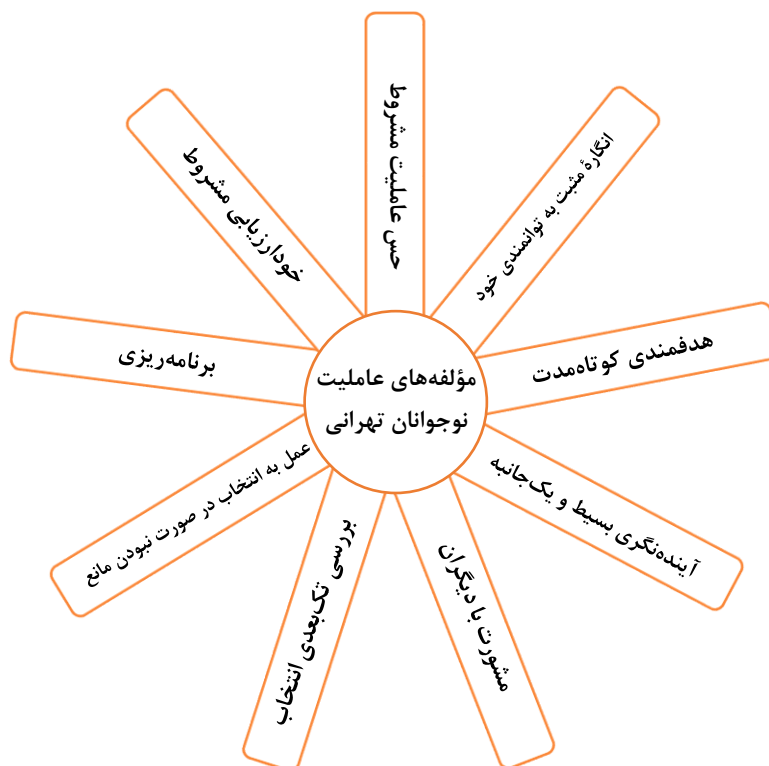 مؤلفه‌های عاملیت
نوجوانان تهرانی
حس عاملیت مشروط
انگارهٔ مثبت به توانمندی خود
هدفمندی کوتاه‌مدت
آینده‌نگری بسیط و یک‌جانبه
مشورت با دیگران
بررسی تک‌بعدی انتخاب
عمل به انتخاب در صورت نبودن مانع
برنامه‌ریزی
خودارزیابی مشروط